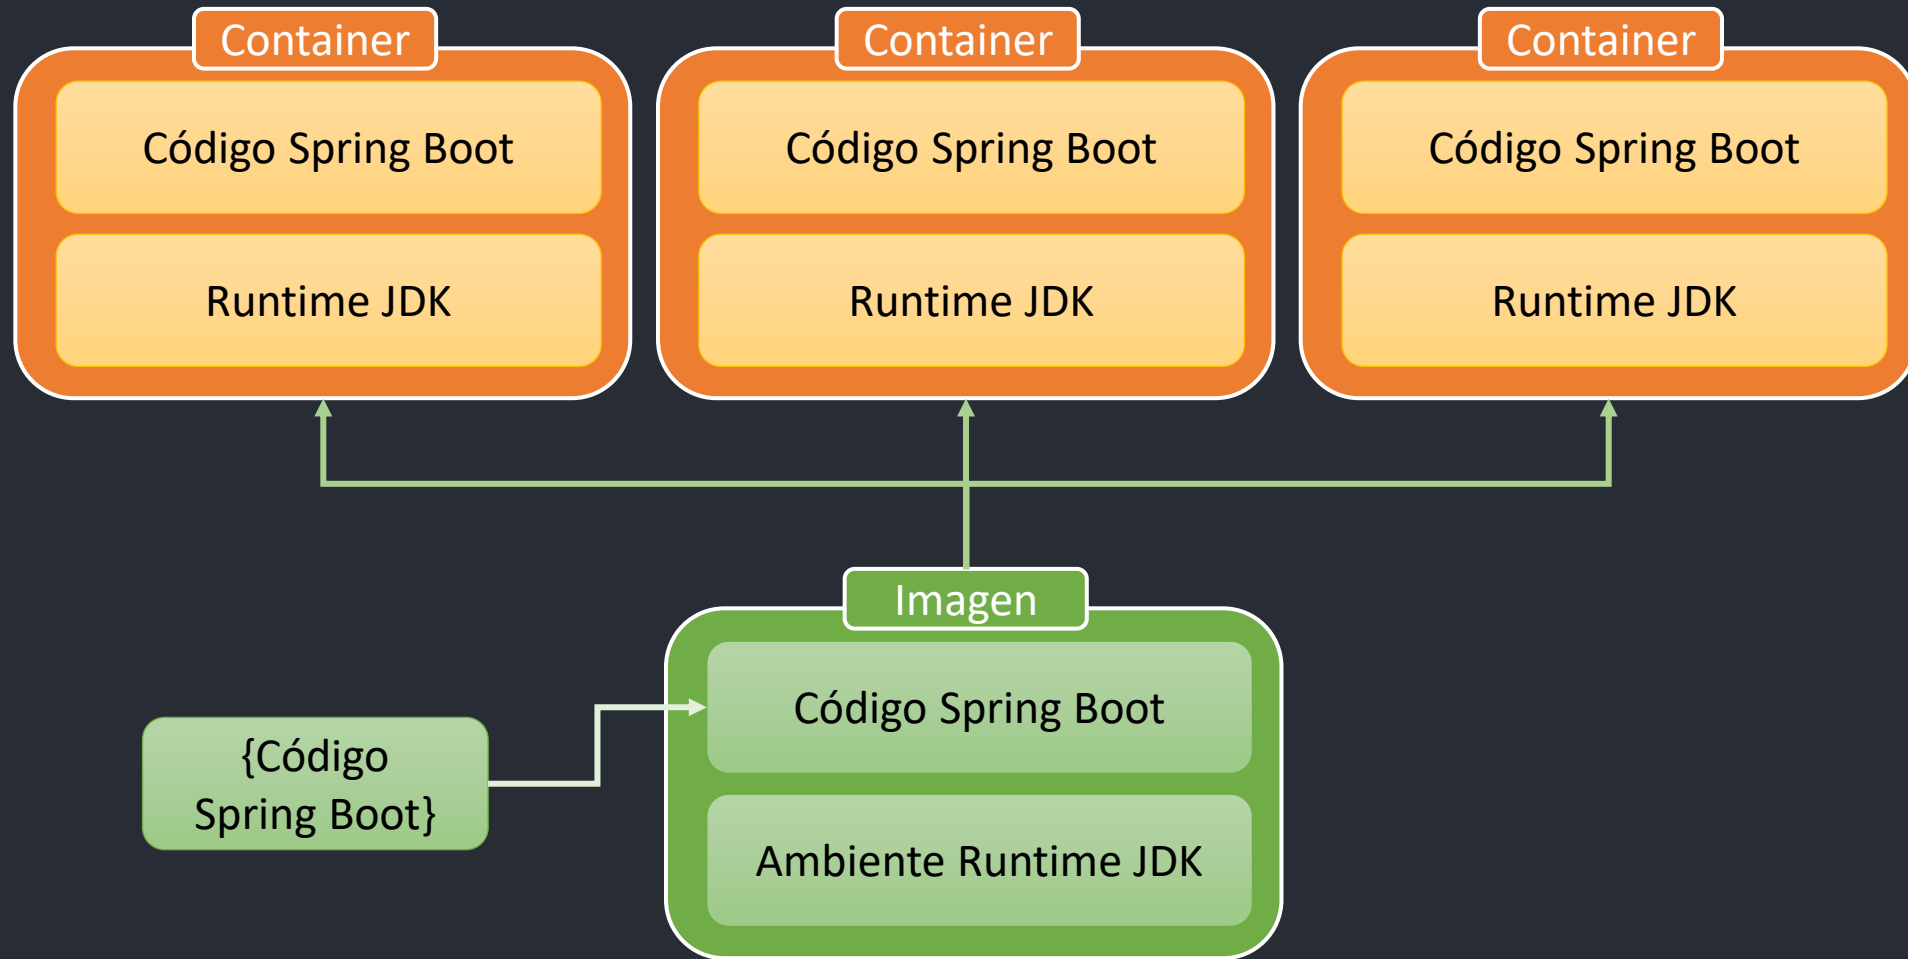 Container
Container
Container
Código Spring Boot
Código Spring Boot
Código Spring Boot
Runtime JDK
Runtime JDK
Runtime JDK
Imagen
Código Spring Boot
{Código
Spring Boot}
Ambiente Runtime JDK